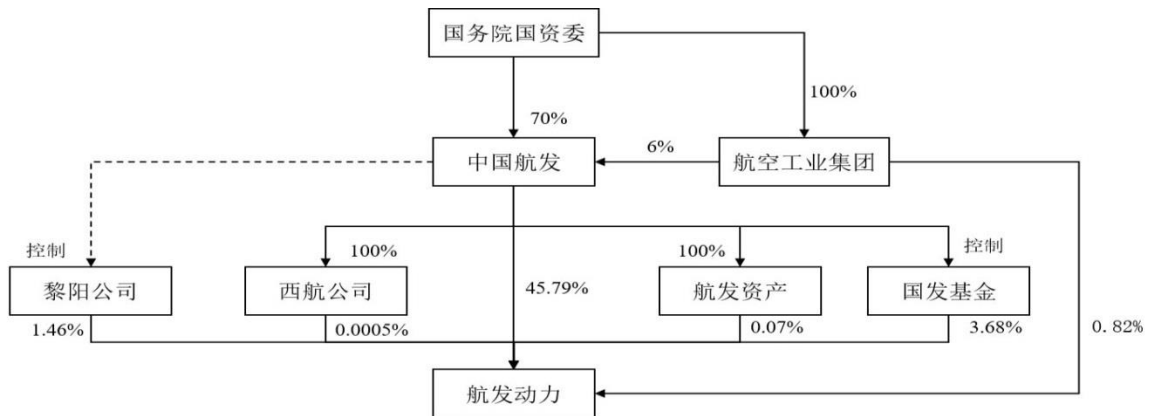 国务院国资委
100%
70%
中国航发
6%
航空工业集团
控制
100%
100%
控制
黎阳公司
西航公司
45.79%
航发资产
国发基金
1.46%
0.0005%
0.07%
3.68%
0.82%
航发动力